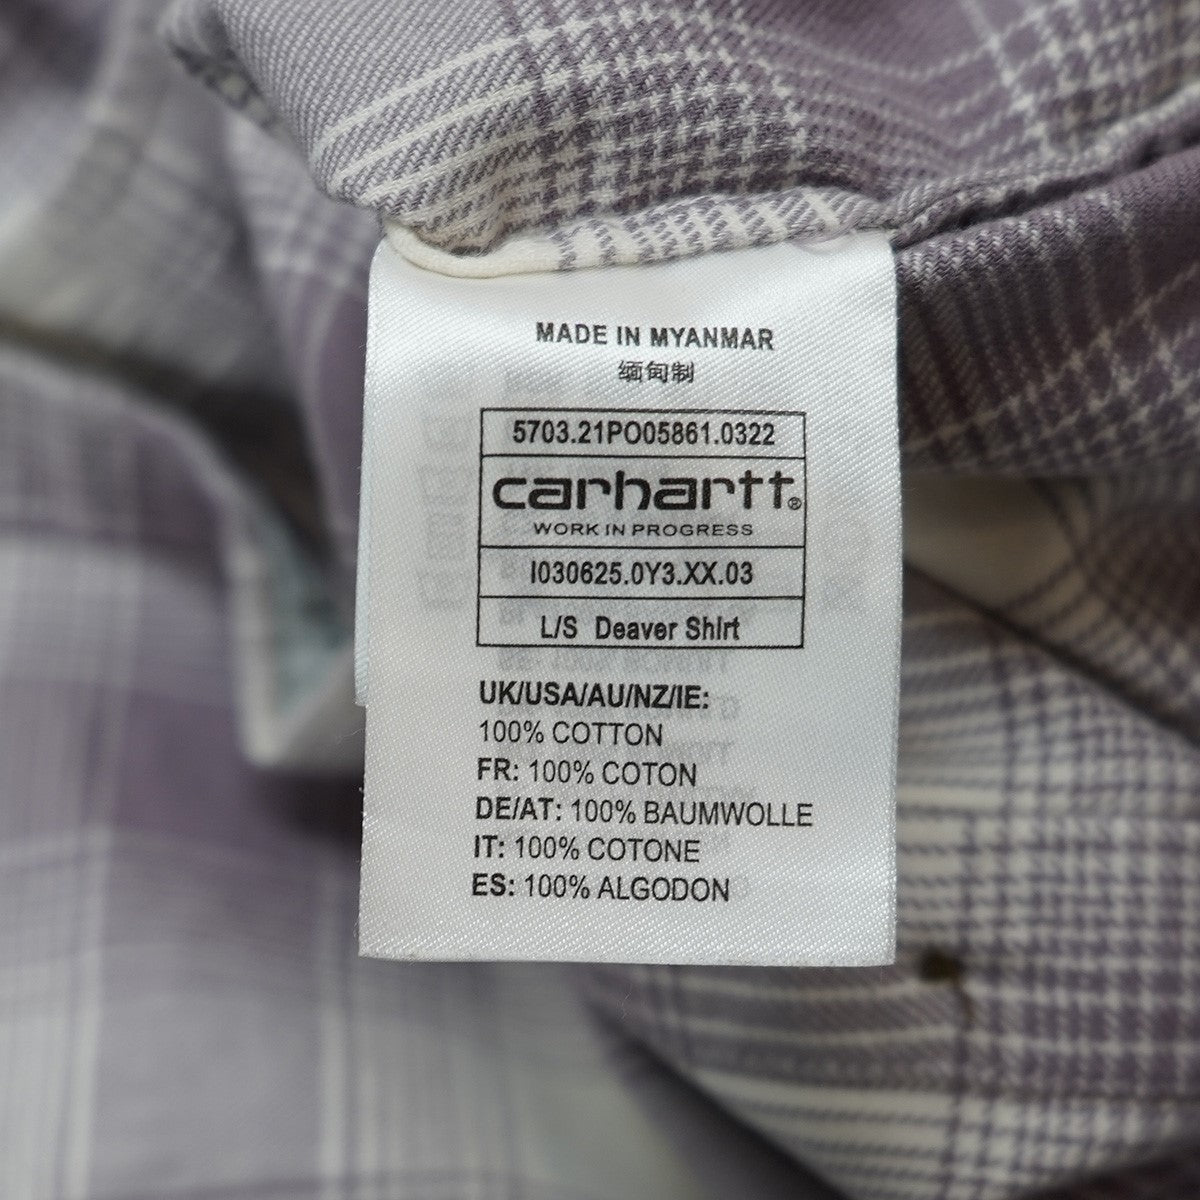 MADE IN MYANMAR
缅甸制
5703.21PO05861.0322
carhartt®
WORK IN PROGRESS
I030625.0Y3.XX.03
L/S Deaver Shirt
UK/USA/AU/NZ/IE:
100% COTTON
FR: 100% COTON
DE/AT: 100% BAUMWOLLE
IT: 100% COTONE
ES: 100% ALGODON